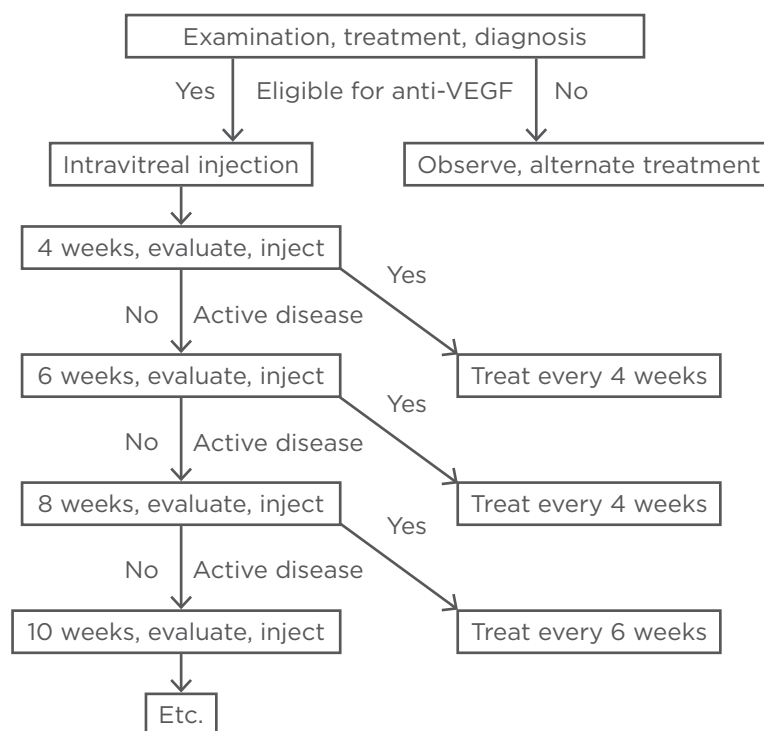 Examination, treatment, diagnosis
Yes Eligible for anti-VEGF No
Intravitreal injection
Observe, alternate treatment
4 weeks, evaluate, inject
Yes
No Active disease
6 weeks, evaluate, inject
Treat every 4 weeks
Yes
No Active disease
8 weeks, evaluate, inject
Treat every 4 weeks
Yes
No Active disease
10 weeks, evaluate, inject
Treat every 6 weeks
Etc.